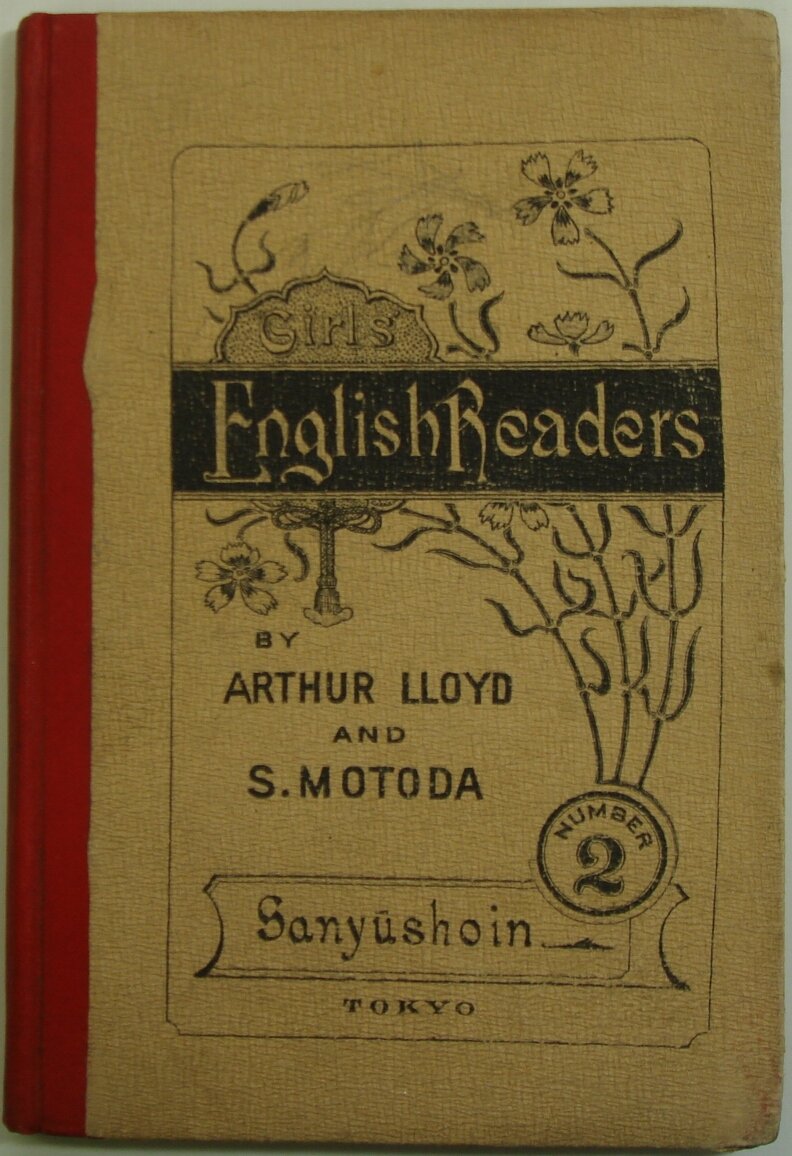 Girls'
English Readers
BY
ARTHUR LLOYD
AND
S. MOTODA
NUMBER
2
Sanyūshoin
TOKYO